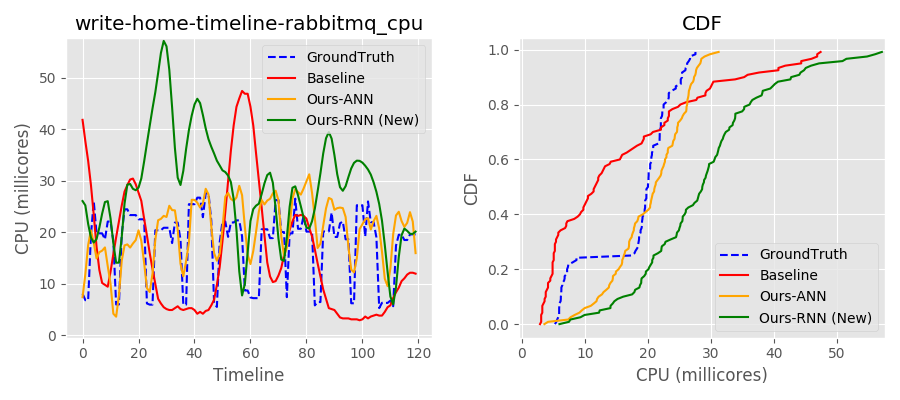 write-home-timeline-rabbitmq_cpu
CPU (millicores)
50
40
30
20
10
0
GroundTruth
Baseline
Ours-ANN
Ours-RNN (New)
0 20 40 60 80 100 120
Timeline
CDF
CDF
1.0
0.8
0.6
0.4
0.2
0.0
GroundTruth
Baseline
Ours-ANN
Ours-RNN (New)
0 10 20 30 40 50
CPU (millicores)